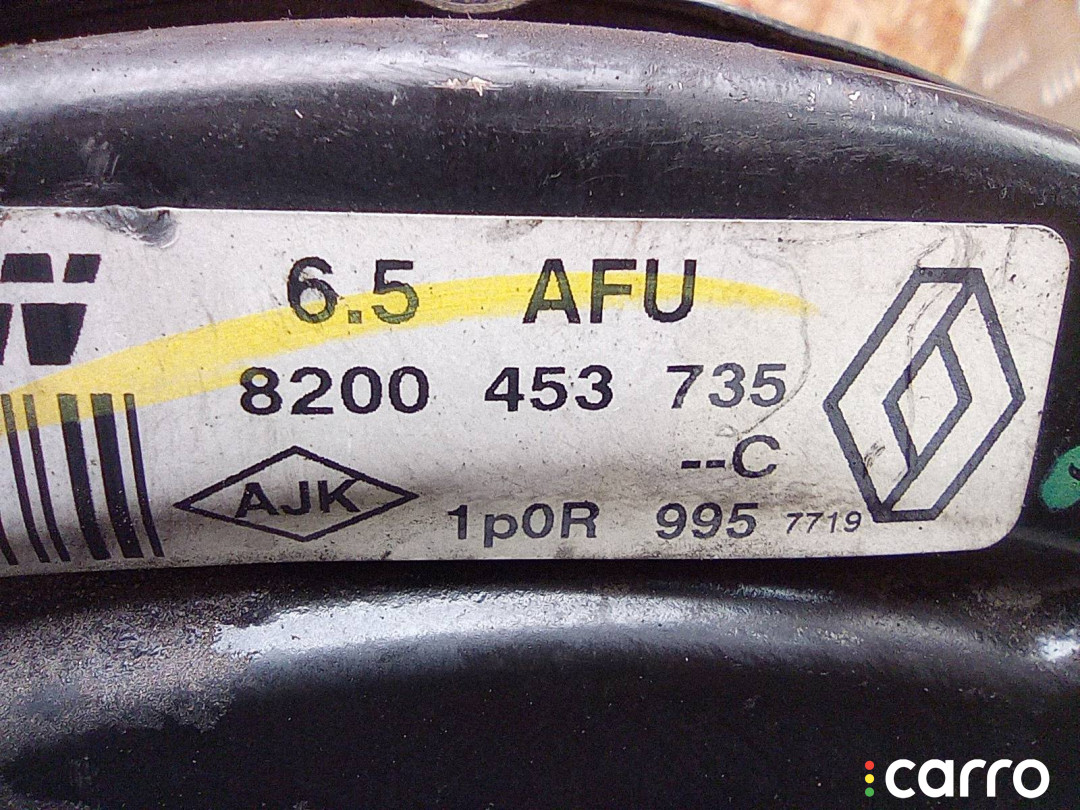 6.5 AFU
8200 453 735
--C
AJK
1p0R 995 7719
carro